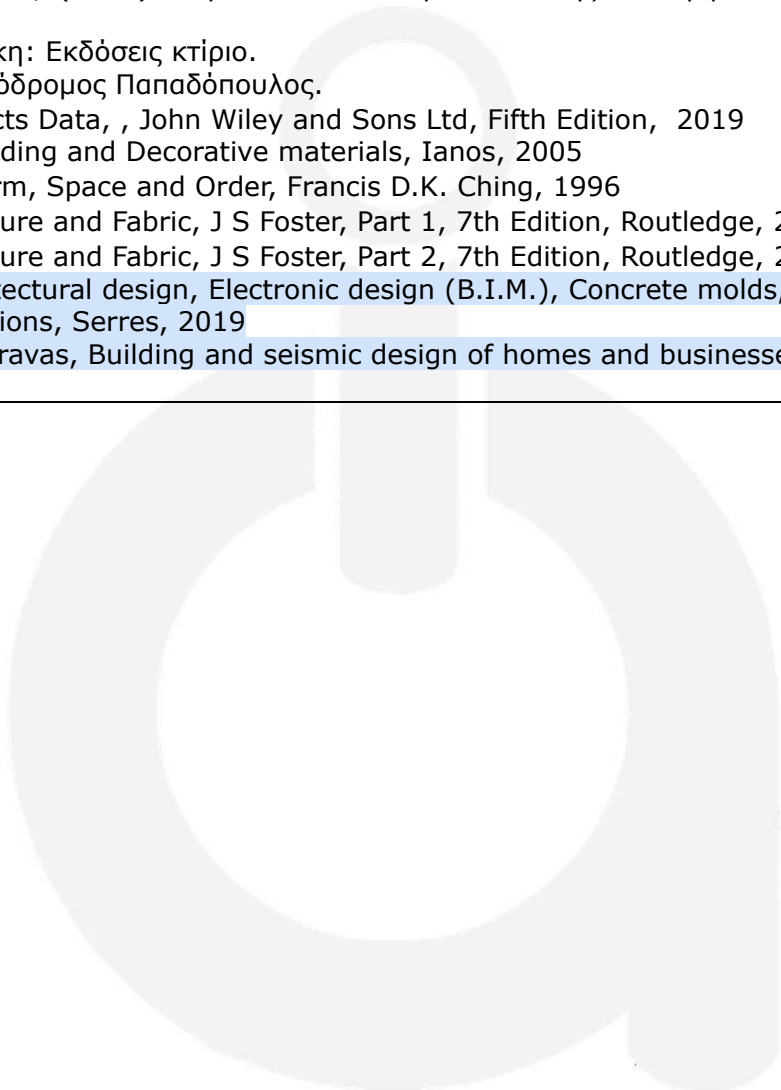 κη: Εκδόσεις κτίριο.
όδρομος Παπαδόπουλος.
cts Data, , John Wiley and Sons Ltd, Fifth Edition, 2019
ding and Decorative materials, Ianos, 2005
rm, Space and Order, Francis D.K. Ching, 1996
ure and Fabric, J S Foster, Part 1, 7th Edition, Routledge, 2
ure and Fabric, J S Foster, Part 2, 7th Edition, Routledge, 2
tectural design, Electronic design (B.I.M.), Concrete molds,
ions, Serres, 2019
ravas, Building and seismic design of homes and businesse